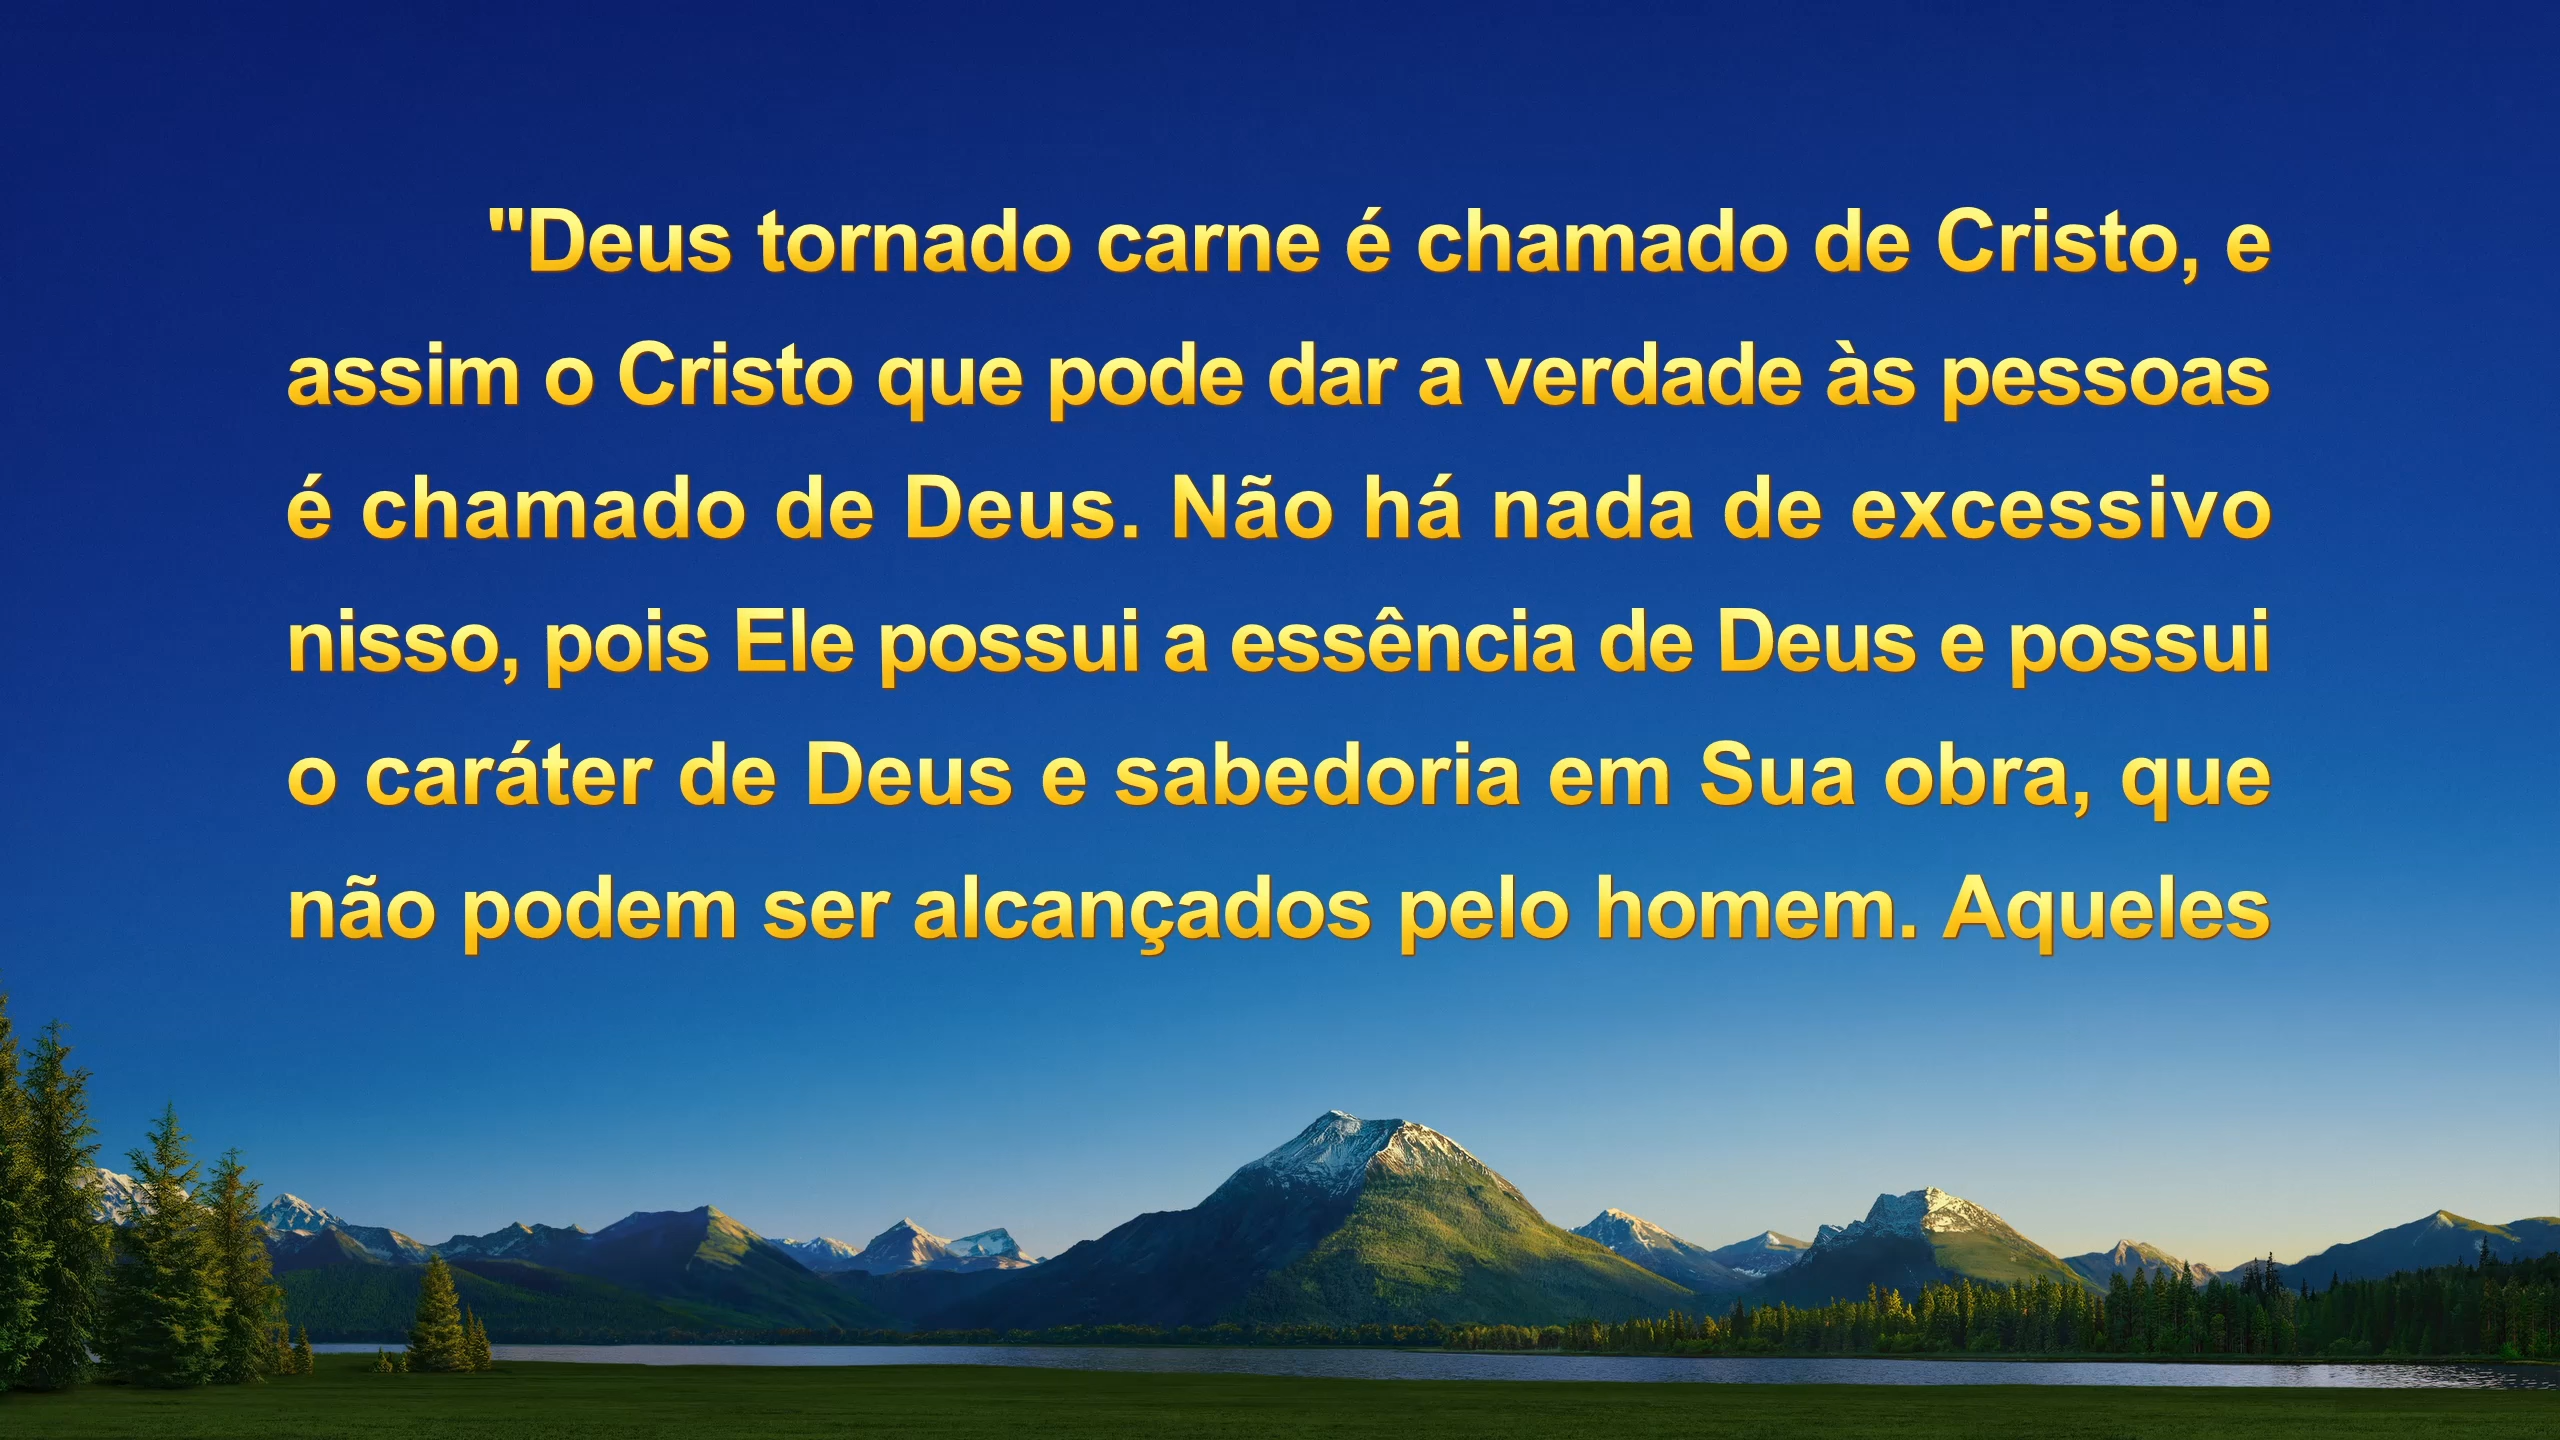 "Deus tornado carne é chamado de Cristo, e
assim o Cristo que pode dar a verdade às pessoas
é chamado de Deus. Não há nada de excessivo
nisso, pois Ele possui a essência de Deus e possui
o caráter de Deus e sabedoria em Sua obra, que
não podem ser alcançados pelo homem. Aqueles